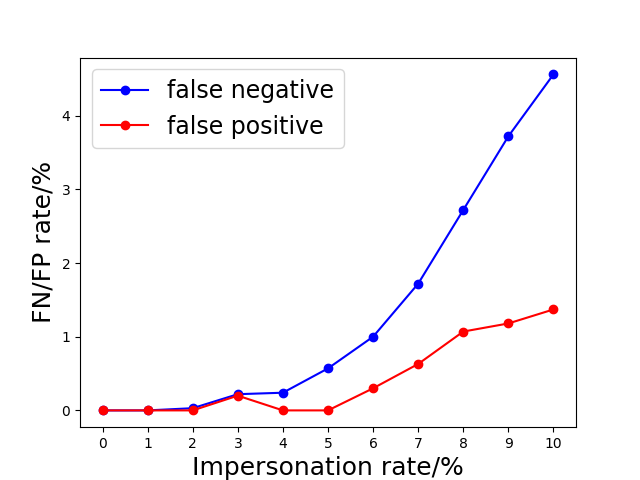 false negative
false positive
FN/FP rate/%
4
3
2
1
0
0 1 2 3 4 5 6 7 8 9 10
Impersonation rate/%